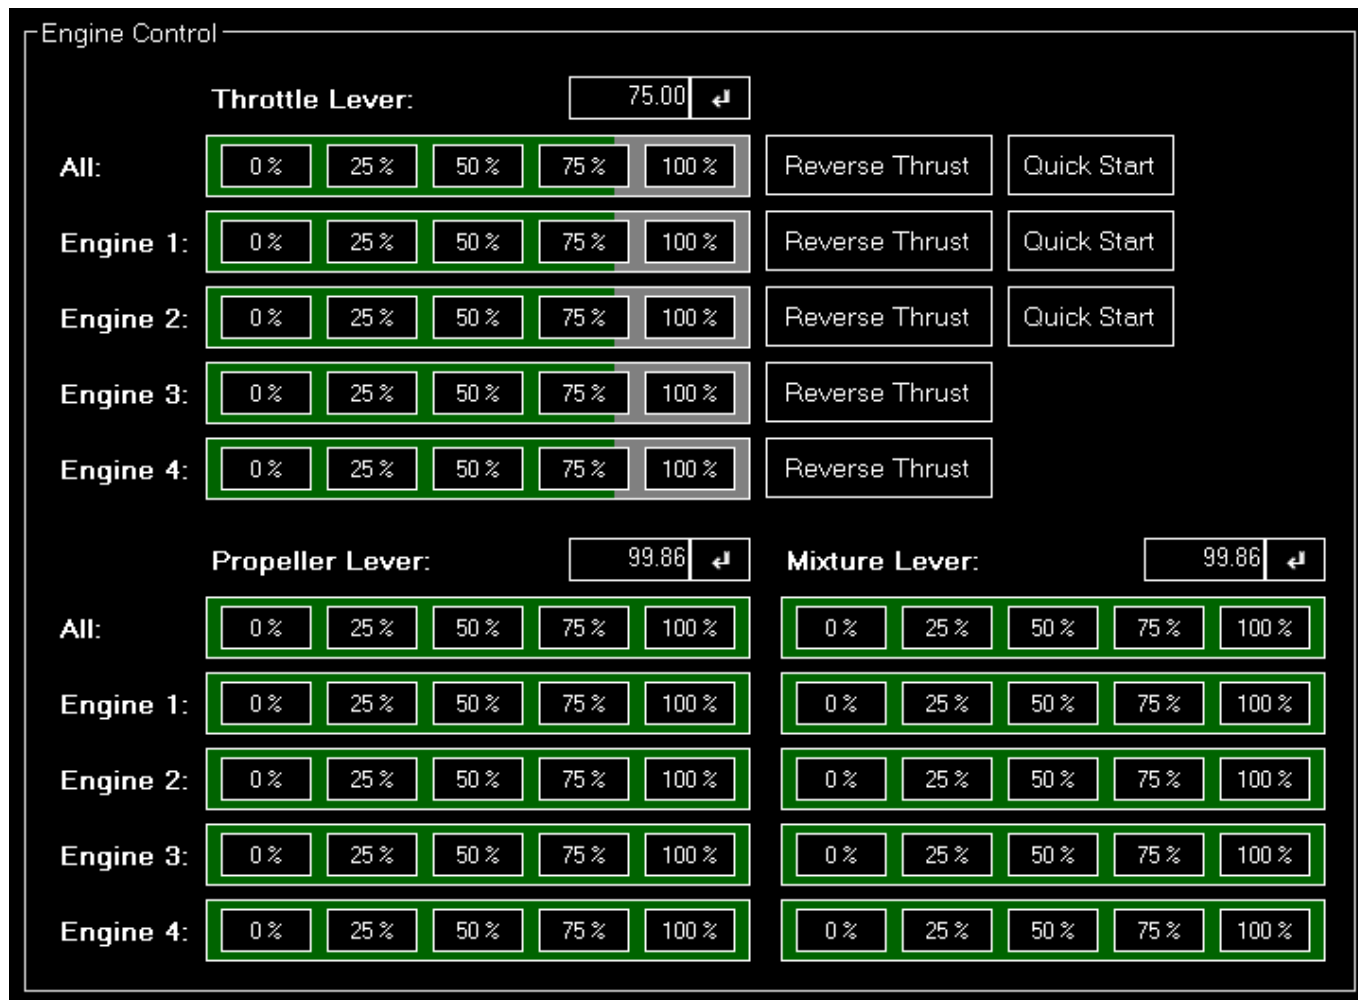 Engine Control
Throttle Lever: 75.00 ↵
All: 0 % 25 % 50 % 75 % 100 % Reverse Thrust Quick Start
Engine 1: 0 % 25 % 50 % 75 % 100 % Reverse Thrust Quick Start
Engine 2: 0 % 25 % 50 % 75 % 100 % Reverse Thrust Quick Start
Engine 3: 0 % 25 % 50 % 75 % 100 % Reverse Thrust
Engine 4: 0 % 25 % 50 % 75 % 100 % Reverse Thrust
Propeller Lever: 99.86 ↵ Mixture Lever: 99.86 ↵
All: 0 % 25 % 50 % 75 % 100 % 0 % 25 % 50 % 75 % 100 %
Engine 1: 0 % 25 % 50 % 75 % 100 % 0 % 25 % 50 % 75 % 100 %
Engine 2: 0 % 25 % 50 % 75 % 100 % 0 % 25 % 50 % 75 % 100 %
Engine 3: 0 % 25 % 50 % 75 % 100 % 0 % 25 % 50 % 75 % 100 %
Engine 4: 0 % 25 % 50 % 75 % 100 % 0 % 25 % 50 % 75 % 100 %